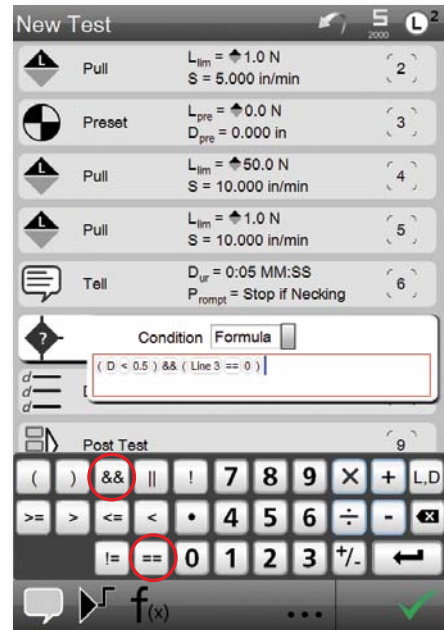 New Test 5 2000 L 2
L Pull Llim = 1.0 N 2
S = 5.000 in/min
Preset Lpre = 0.0 N 3
Dpre = 0.000 in
L Pull Llim = 50.0 N 4
S = 10.000 in/min
L Pull Llim = 1.0 N 5
S = 10.000 in/min
Tell Dur = 0:05 MM:SS 6
Prompt = Stop if Necking
? Condition Formula
( D < 0.5 ) && ( Line 3 == 0 )
d
d
d
Post Test 9
( ) && || ! 7 8 9 × + L,D
>= > <= < • 4 5 6 ÷ -
!= == 0 1 2 3 +/-
f(x) ...